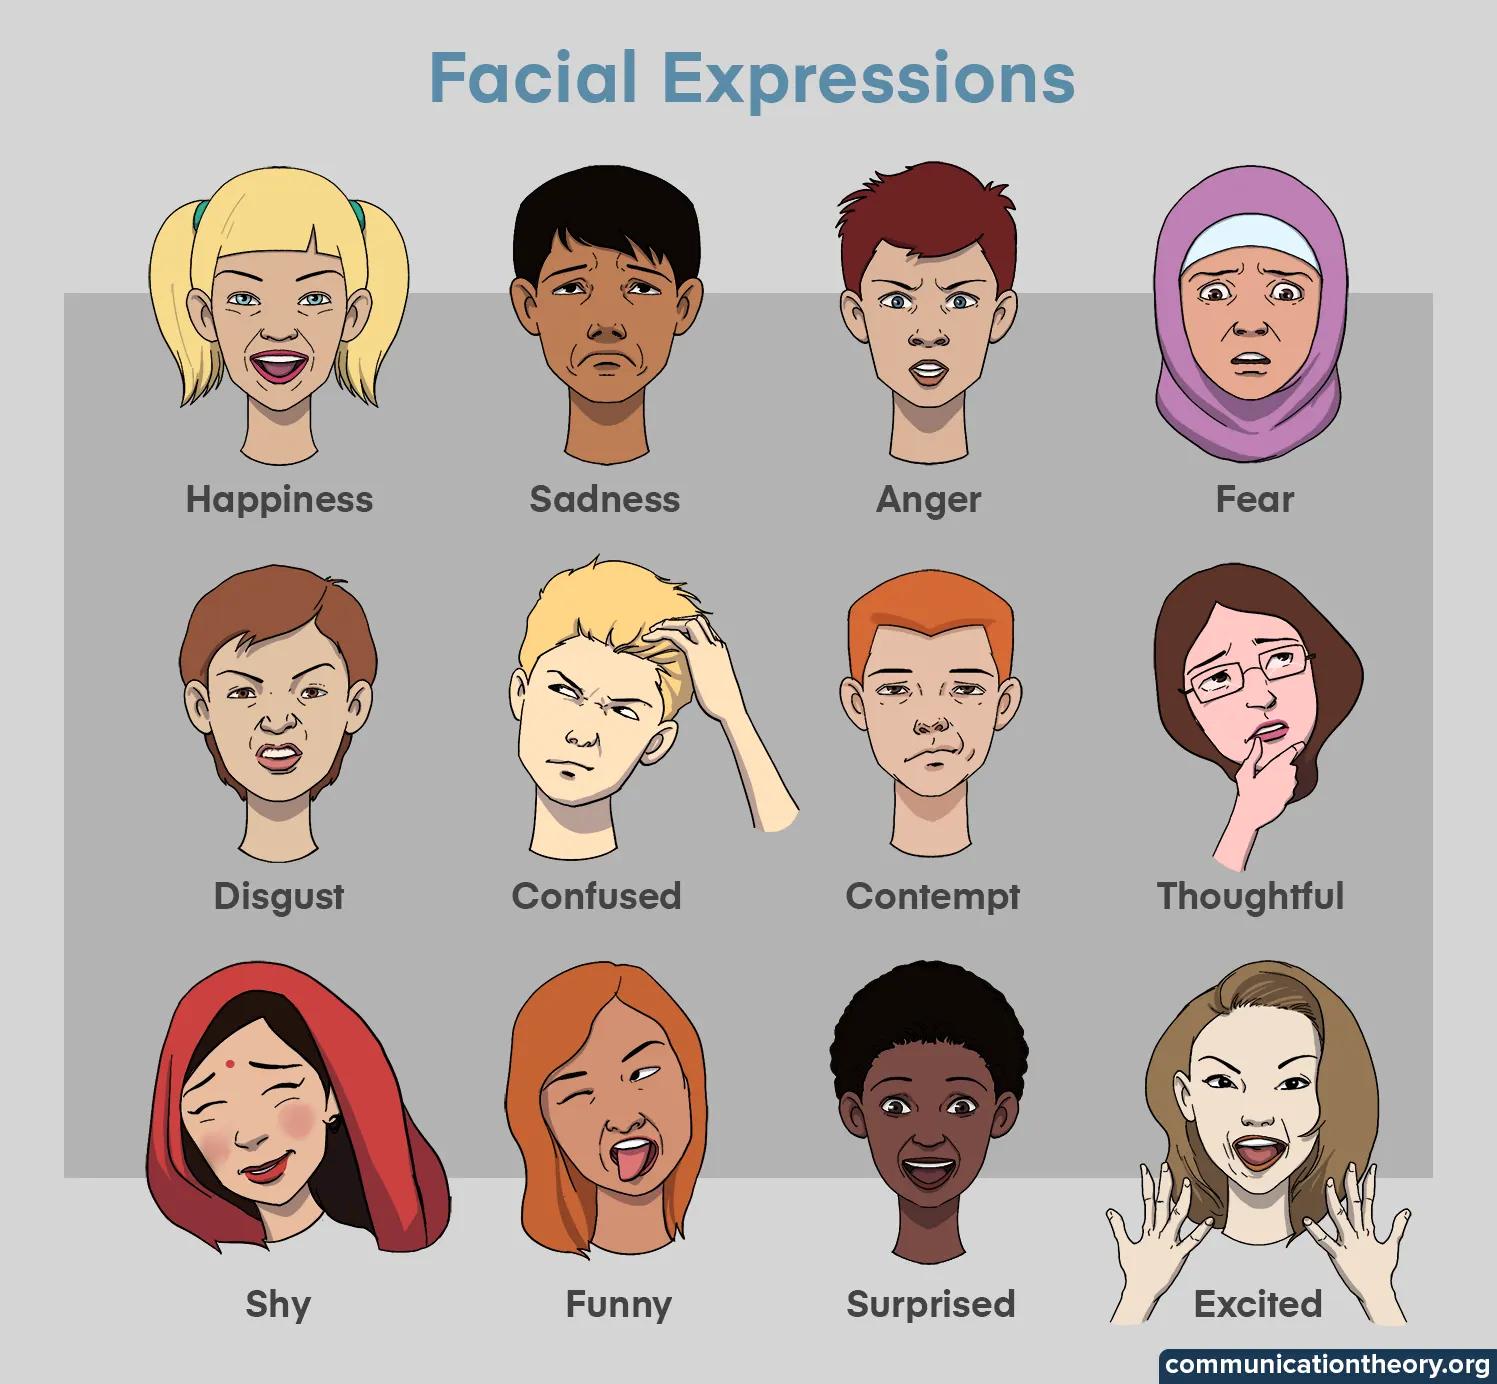 Facial Expressions
Happiness
Sadness
Anger
Fear
Disgust
Confused
Contempt
Thoughtful
Shy
Funny
Surprised
Excited
communicationtheory.org